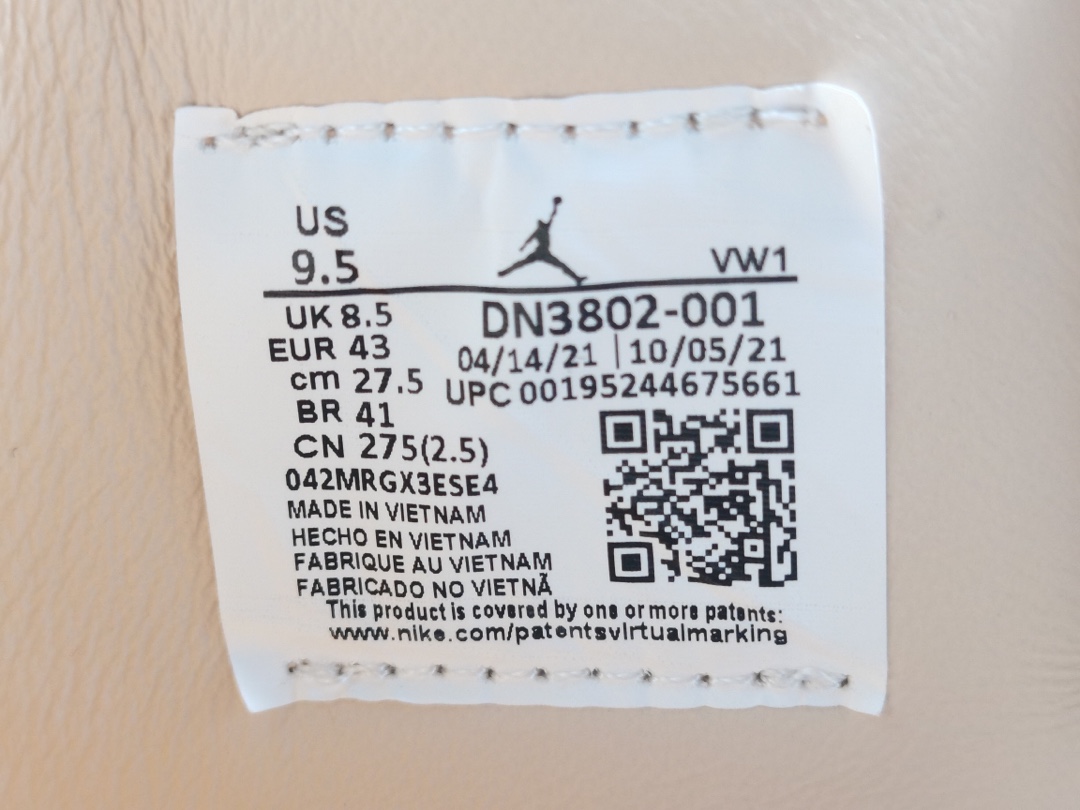 US
9.5
VW1
UK 8.5
EUR 43
cm 27.5
BR 41
CN 275(2.5)
DN3802-001
04/14/21 | 10/05/21
UPC 00195244675661
042MRGX3ESE4
MADE IN VIETNAM
HECHO EN VIETNAM
FABRIQUE AU VIETNAM
FABRICADO NO VIETNÃ
This product is covered by one or more patents:
www.nike.com/patentsvirtualmarking